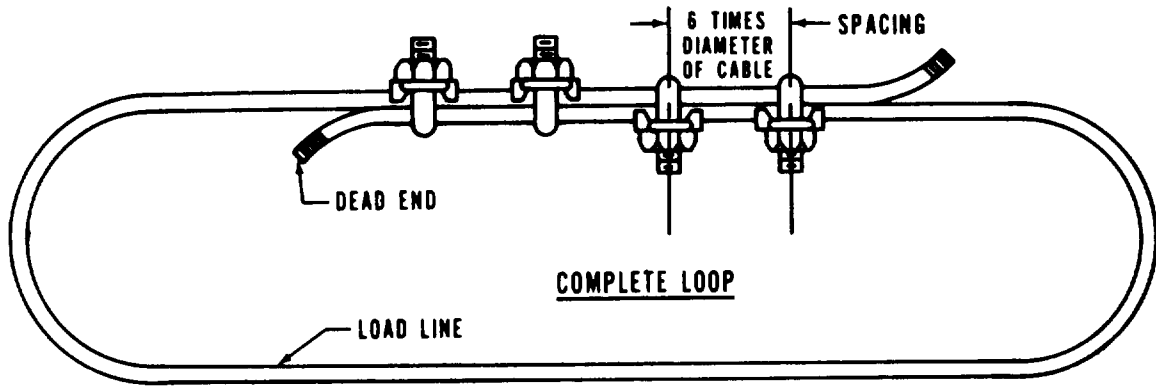 6 TIMES
DIAMETER
OF CABLE
SPACING
DEAD END
COMPLETE LOOP
LOAD LINE